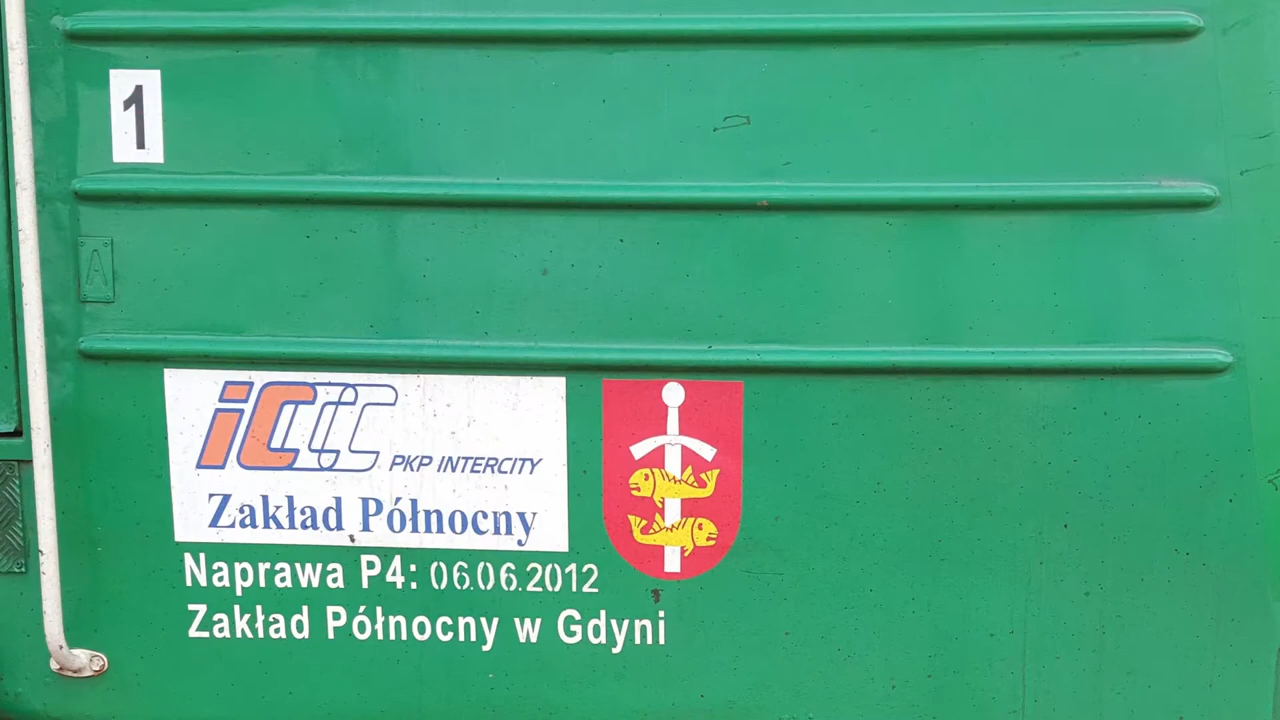 1
A
iC
PKP INTERCITY
Zakład Północny
Naprawa P4: 06.06.2012
Zakład Północny w Gdyni